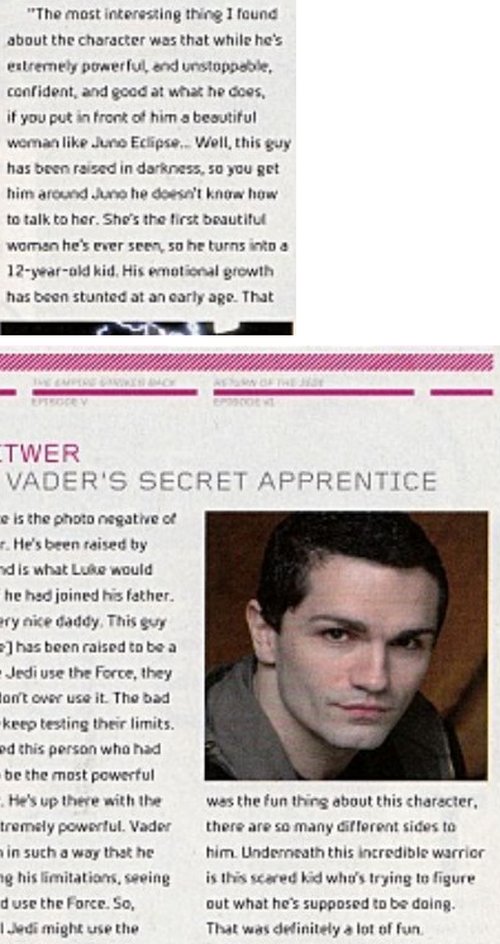 "The most interesting thing I found
about the character was that while he's
extremely powerful, and unstoppable,
confident, and good at what he does,
if you put in front of him a beautiful
woman like Juno Eclipse... Well, this guy
has been raised in darkness, so you get
him around Juno he doesn't know how
to talk to her. She's the first beautiful
woman he's ever seen, so he turns into a
12-year-old kid. His emotional growth
has been stunted at an early age. That
THE EMPIRE STRIKES BACK
EPISODE V
RETURN OF THE JEDI
EPISODE VI
TWER
VADER'S SECRET APPRENTICE
e is the photo negative of
r. He's been raised by
nd is what Luke would
he had joined his father.
ery nice daddy. This guy
e] has been raised to be a
Jedi use the Force, they
don't over use it. The bad
keep testing their limits.
ed this person who had
be the most powerful
. He's up there with the
tremely powerful. Vader
n in such a way that he
ng his limitations, seeing
d use the Force. So,
l Jedi might use the
was the fun thing about this character,
there are so many different sides to
him. Underneath this incredible warrior
is this scared kid who's trying to figure
out what he's supposed to be doing.
That was definitely a lot of fun.